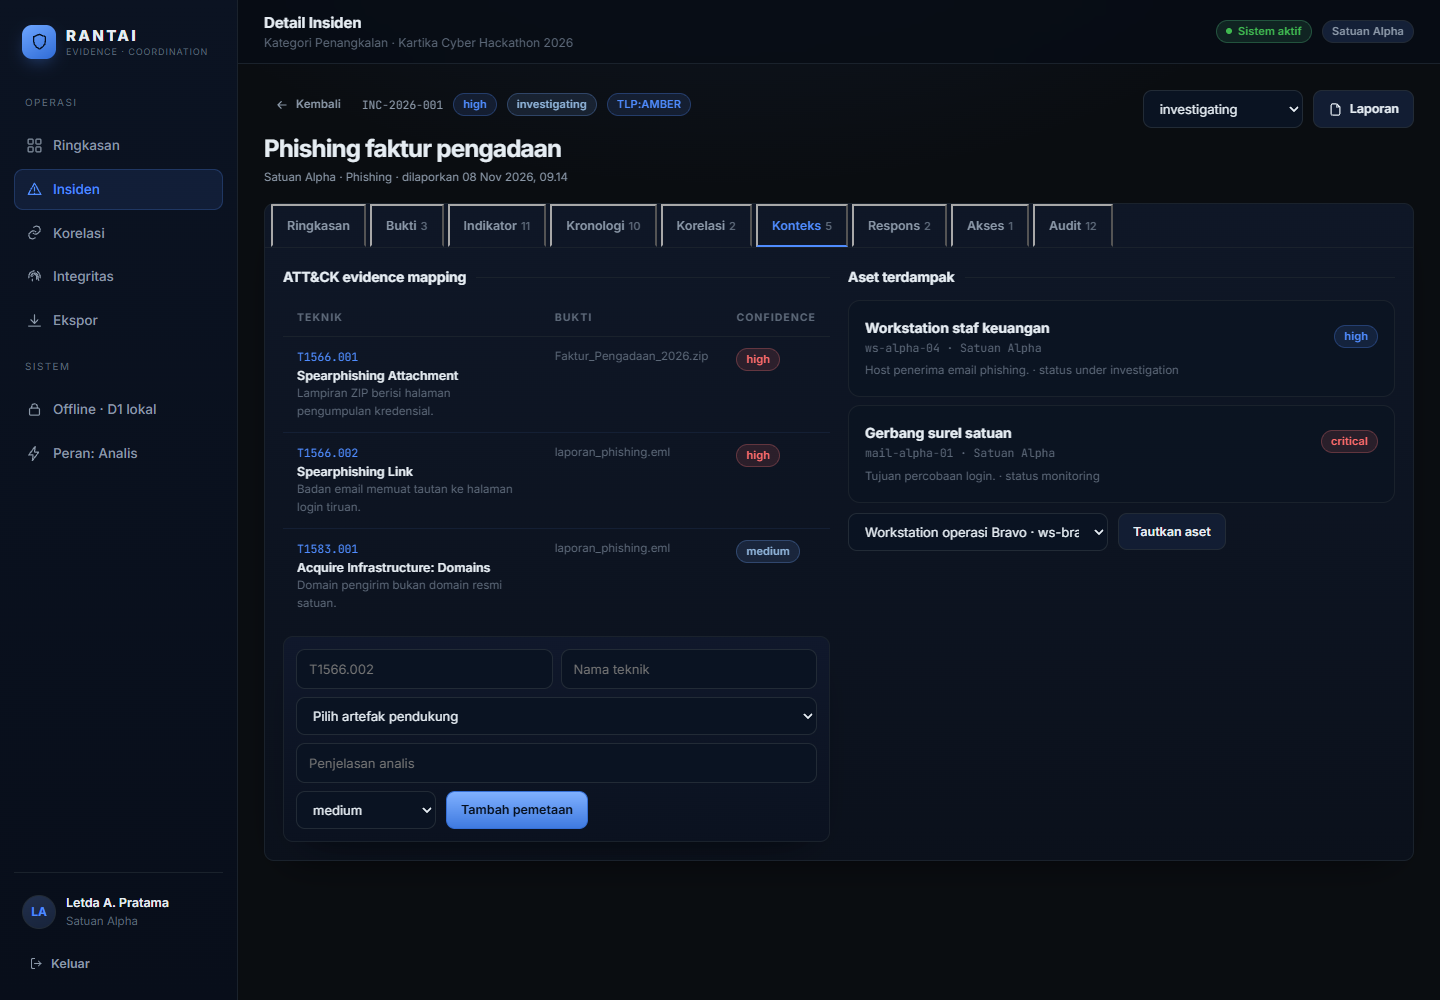 RANTAI
EVIDENCE · COORDINATION
OPERASI
Ringkasan
Insiden
Korelasi
Integritas
Ekspor
SISTEM
Offline · D1 lokal
Peran: Analis
LA
Letda A. Pratama
Satuan Alpha
Keluar
Detail Insiden
Kategori Penangkalan · Kartika Cyber Hackathon 2026
Sistem aktif
Satuan Alpha
Kembali
INC-2026-001
high
investigating
TLP:AMBER
investigating
Laporan
Phishing faktur pengadaan
Satuan Alpha · Phishing · dilaporkan 08 Nov 2026, 09.14
Ringkasan
Bukti 3
Indikator 11
Kronologi 10
Korelasi 2
Konteks 5
Respons 2
Akses 1
Audit 12
ATT&CK evidence mapping
TEKNIK
BUKTI
CONFIDENCE
T1566.001
Spearphishing Attachment
Lampiran ZIP berisi halaman
pengumpulan kredensial.
Faktur_Pengadaan_2026.zip
high
T1566.002
Spearphishing Link
Badan email memuat tautan ke halaman
login tiruan.
laporan_phishing.eml
high
T1583.001
Acquire Infrastructure: Domains
Domain pengirim bukan domain resmi
satuan.
laporan_phishing.eml
medium
T1566.002
Nama teknik
Pilih artefak pendukung
Penjelasan analis
medium
Tambah pemetaan
Aset terdampak
Workstation staf keuangan
ws-alpha-04 · Satuan Alpha
Host penerima email phishing. · status under investigation
high
Gerbang surel satuan
mail-alpha-01 · Satuan Alpha
Tujuan percobaan login. · status monitoring
critical
Workstation operasi Bravo · ws-bra
Tautkan aset